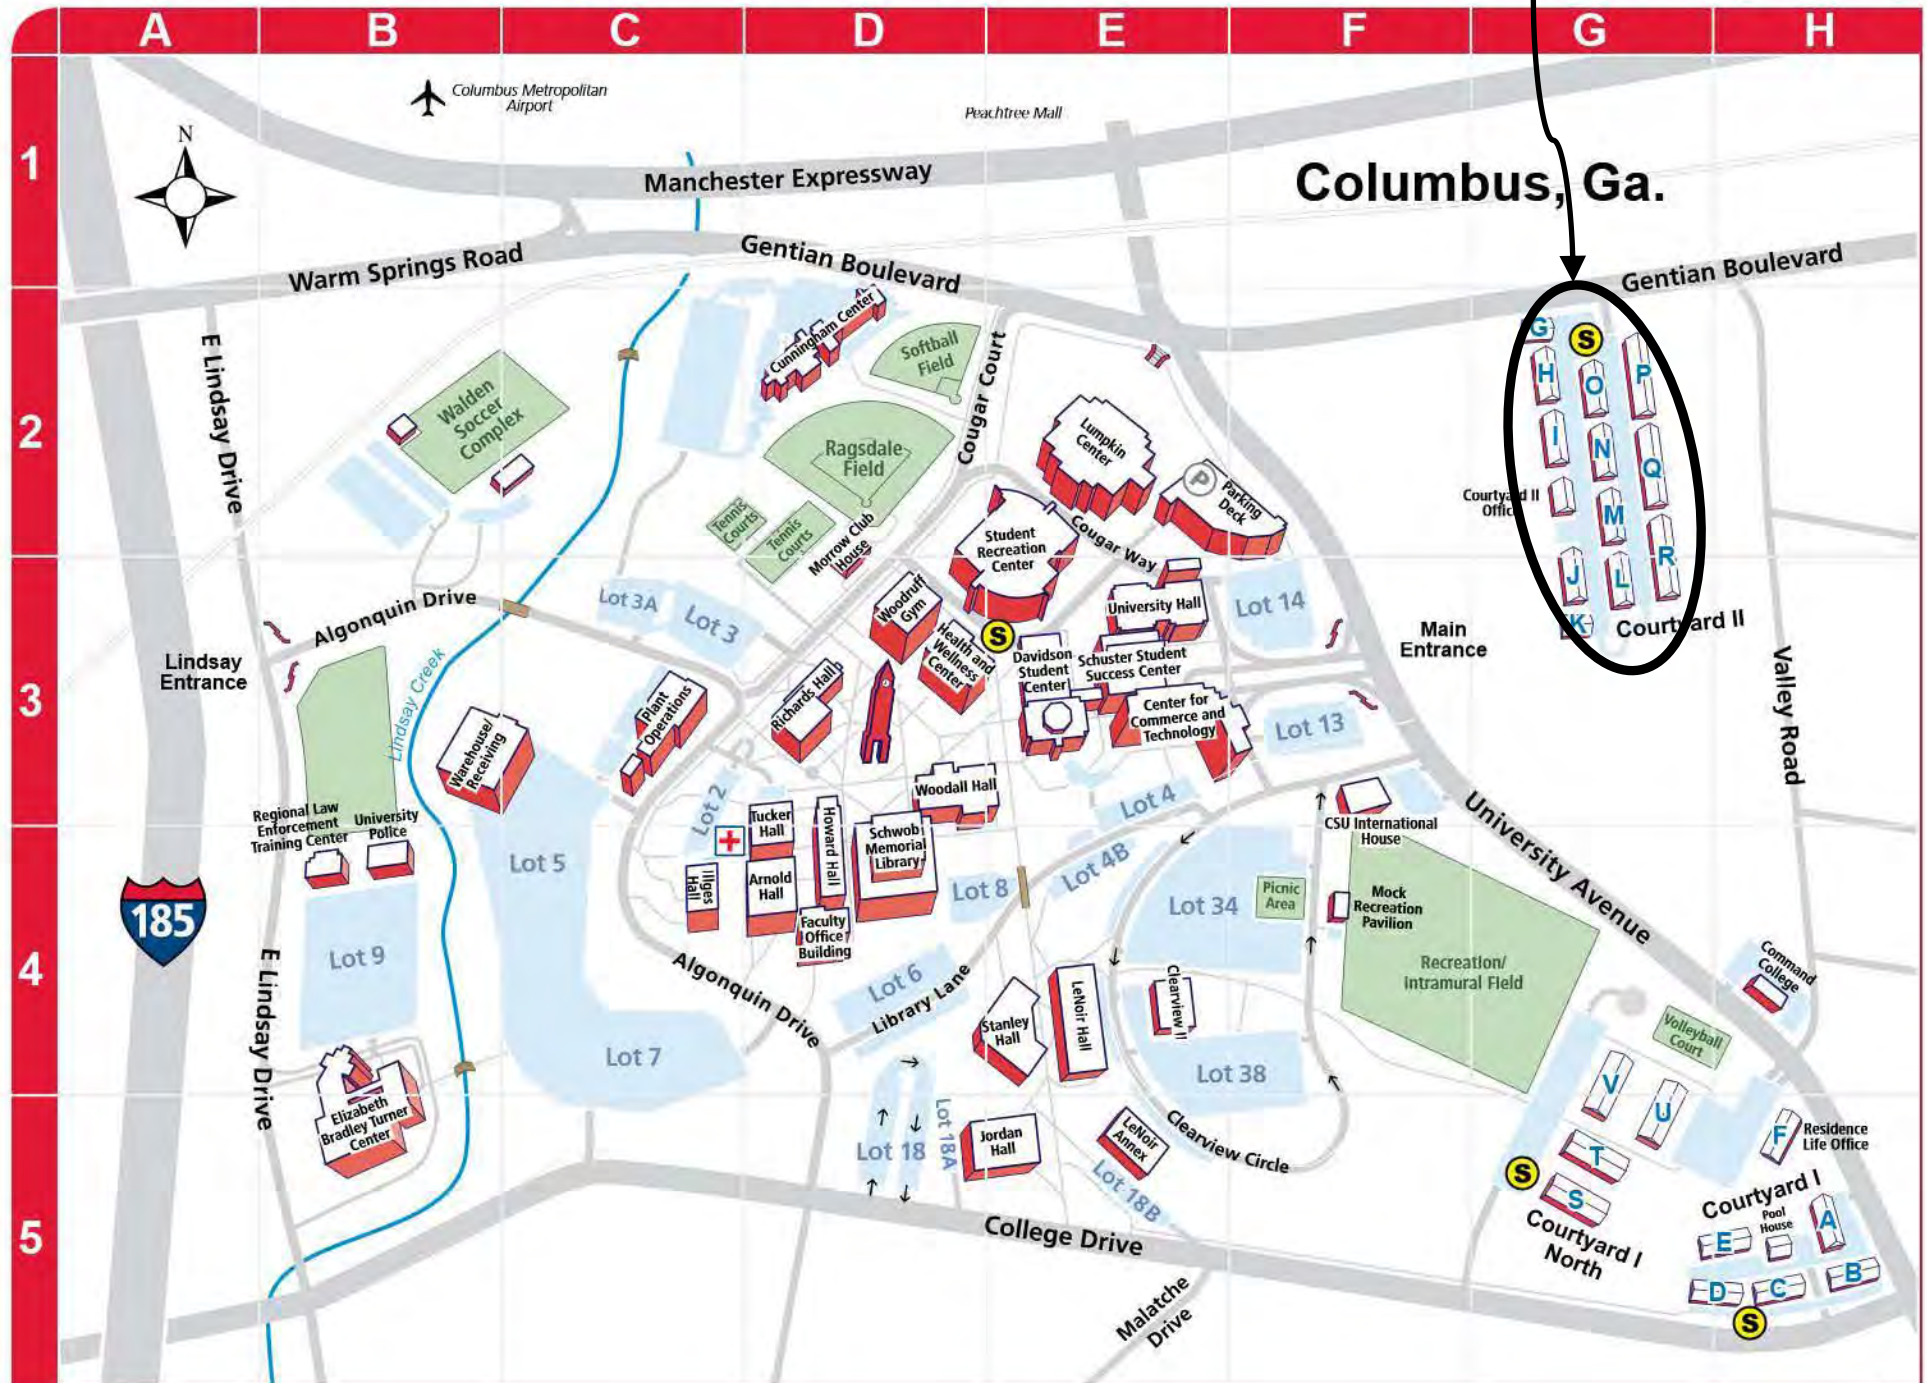 A B C D E F G H
1
2
3
4
5
N
Columbus Metropolitan
Airport
Peachtree Mall
Manchester Expressway
Columbus, Ga.
Warm Springs Road
Gentian Boulevard
Gentian Boulevard
E Lindsay Drive
Cunningham Center
Softball
Field
Cougar Court
Walden
Soccer
Complex
Ragsdale
Field
Lumpkin
Center
P
Parking
Deck
Tennis
Courts
Tennis
Courts
Morrow Club
House
Student
Recreation
Center
Cougar Way
G
S
H
O
P
I
N
Q
Courtyard II
Office
M
R
J
L
K
Courtyard II
Lot 3A
Lot 3
Algonquin Drive
Woodruff
Gym
University Hall
Lot 14
S
Health and
Wellness
Center
Davidson
Student
Center
Schuster Student
Success Center
Main
Entrance
Lindsay
Entrance
Lindsay Creek
Plant
Operations
Richards Hall
Center for
Commerce and
Technology
Lot 13
Valley Road
Warehouse/
Receiving
Lot 2
Woodall Hall
Lot 4
CSU International
House
University Avenue
Regional Law
Enforcement
Training Center
University
Police
Tucker
Hall
Howard Hall
Schwob
Memorial
Library
Lot 4B
Lot 5
Illges
Hall
Arnold
Hall
Lot 8
Lot 34
Picnic
Area
Mock
Recreation
Pavilion
185
Faculty
Office
Building
Lot 9
E Lindsay Drive
Algonquin Drive
Lot 6
Library Lane
Recreation/
Intramural Field
Command
College
Stanley
Hall
LeNoir Hall
Clearview II
Volleyball
Court
Lot 7
Lot 38
V
U
Elizabeth
Bradley Turner
Center
Lot 18
Lot 18A
Jordan
Hall
LeNoir
Annex
Clearview Circle
F
Residence
Life Office
T
S
S
Lot 18B
Courtyard I
North
Courtyard I
Pool
House
A
E
B
D
C
S
College Drive
Malatche
Drive